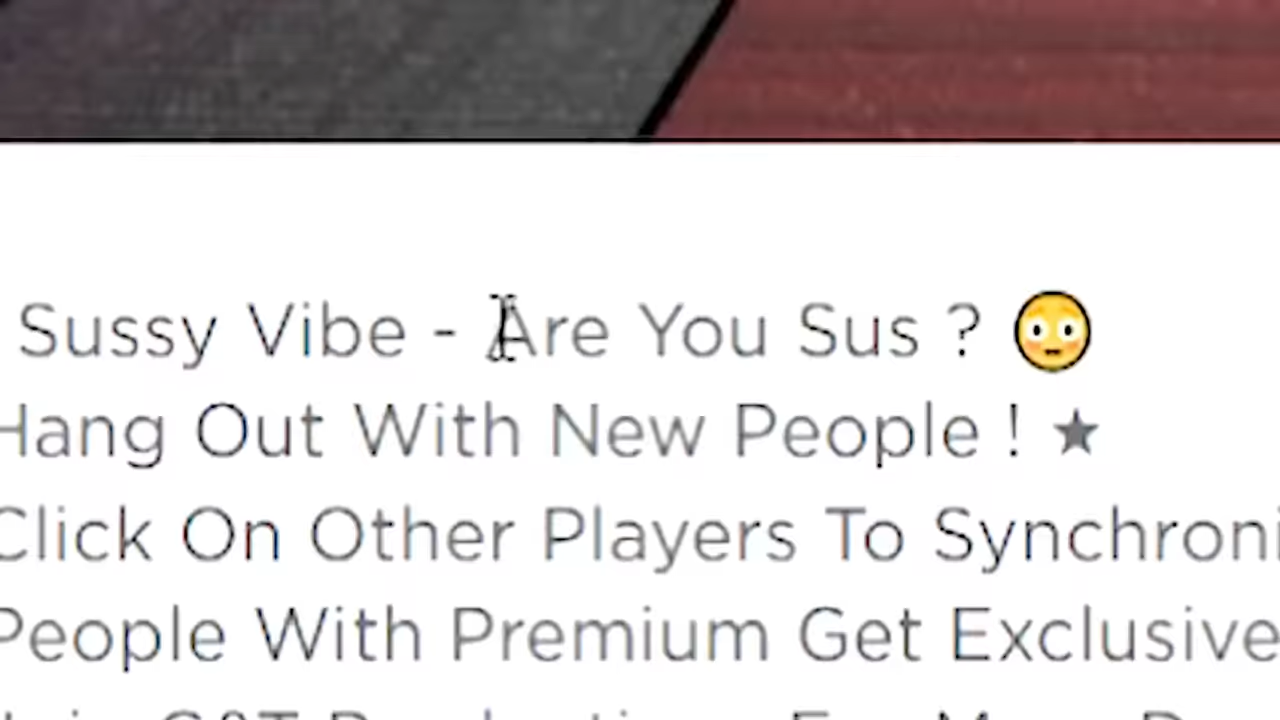 Sussy Vibe - Are You Sus ? 😳
Hang Out With New People ! ★
Click On Other Players To Synchroni
People With Premium Get Exclusive